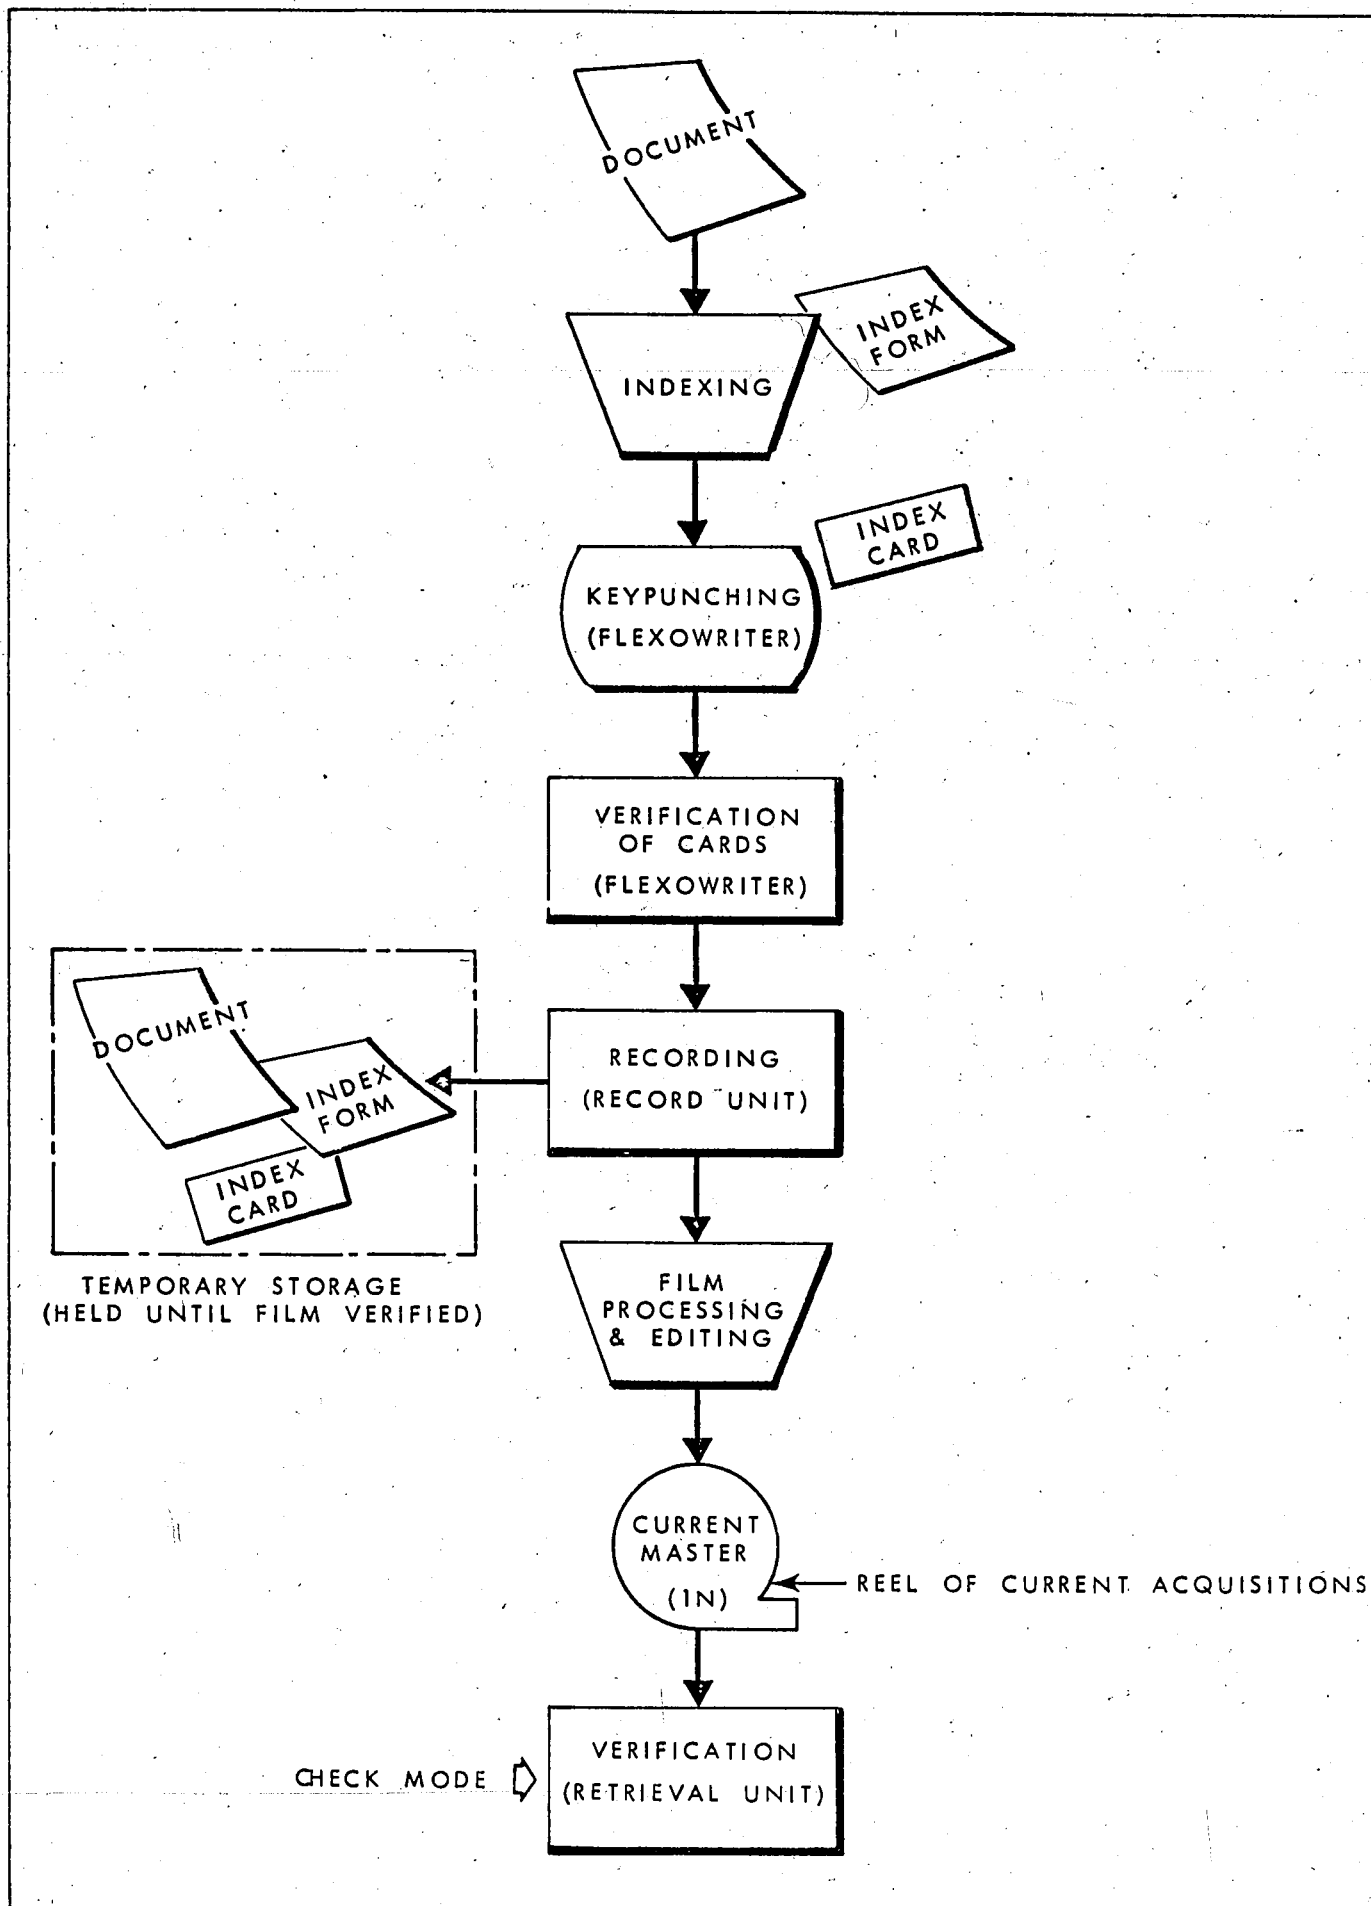 DOCUMENT
INDEX
FORM
INDEXING
INDEX
CARD
KEYPUNCHING
(FLEXOWRITER)
VERIFICATION
OF CARDS
(FLEXOWRITER)
DOCUMENT
INDEX
FORM
INDEX
CARD
RECORDING
(RECORD UNIT)
TEMPORARY STORAGE
(HELD UNTIL FILM VERIFIED)
FILM
PROCESSING
& EDITING
CURRENT
MASTER
(1N)
REEL OF CURRENT ACQUISITIONS
CHECK MODE
VERIFICATION
(RETRIEVAL UNIT)